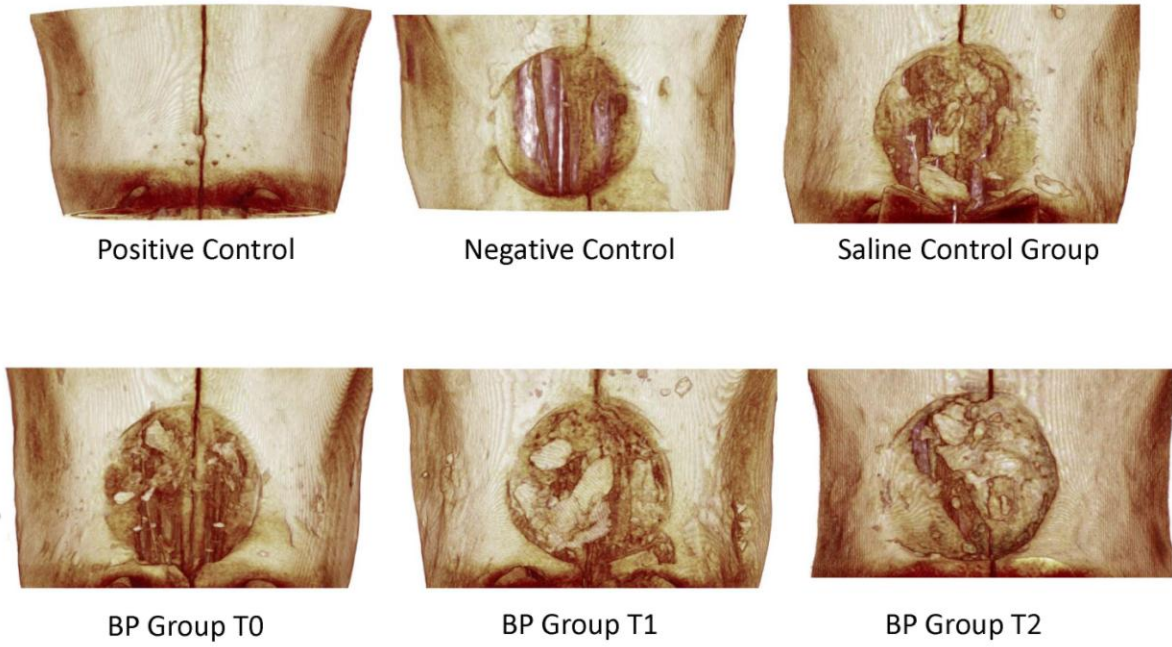 Positive Control
Negative Control
Saline Control Group
BP Group T0
BP Group T1
BP Group T2